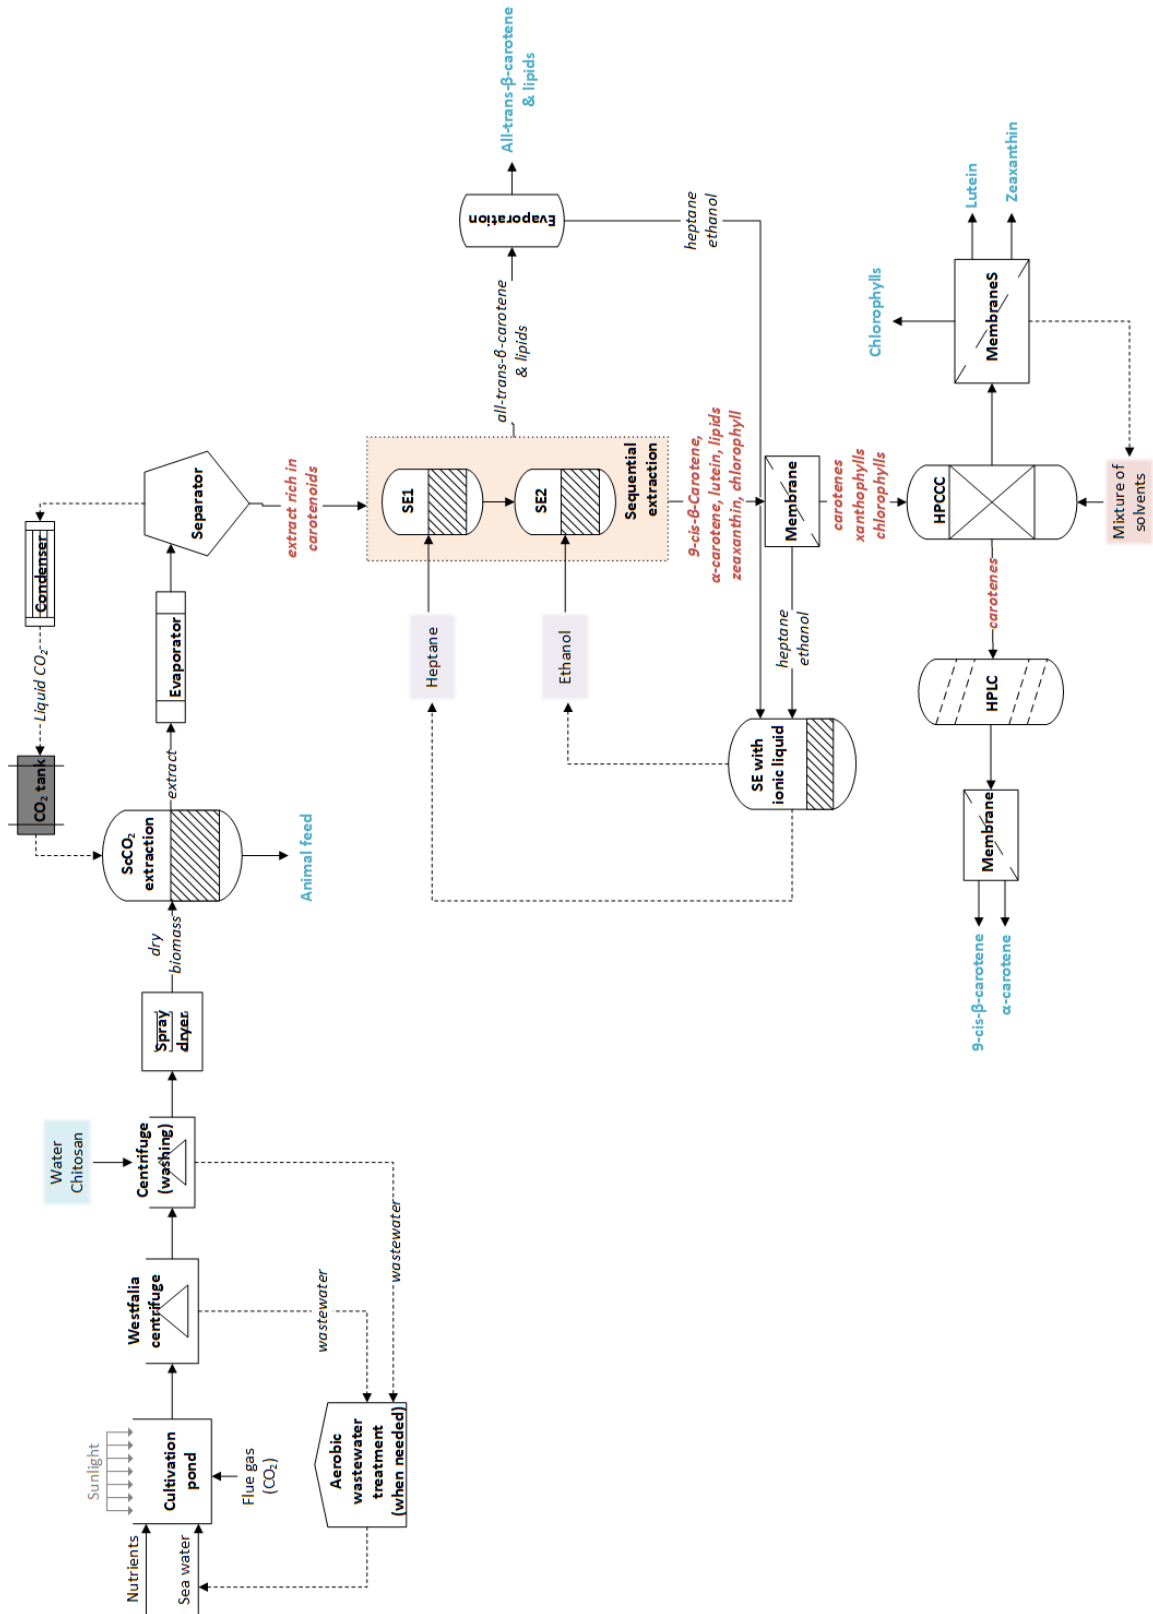 Nutrients
Sea water
Sunlight
Cultivation
pond
Flue gas
(CO₂)
Westfalia
centrifuge
Water
Chitosan
Centrifuge
(washing)
wastewater
wastewater
Aerobic
wastewater
treatment
(when needed)
Spray
dryer
dry
biomass
ScCO₂
extraction
Animal feed
CO₂ tank
Liquid CO₂
Condenser
extract
Evaporator
Separator
extract rich in
carotenoids
Heptane
Ethanol
SE1
SE2
Sequential
extraction
all-trans-β-carotene
& lipids
Evaporation
All-trans-β-carotene
& lipids
heptane
ethanol
9-cis-β-Carotene,
α-carotene, lutein, lipids
zeaxanthin, chlorophyll
Membrane
heptane
ethanol
SE with
ionic liquid
carotenes
xanthophylls
chlorophylls
HPCCC
Mixture of
solvents
MembraneS
Chlorophylls
Lutein
Zeaxanthin
carotenes
HPLC
Membrane
9-cis-β-carotene
α-carotene